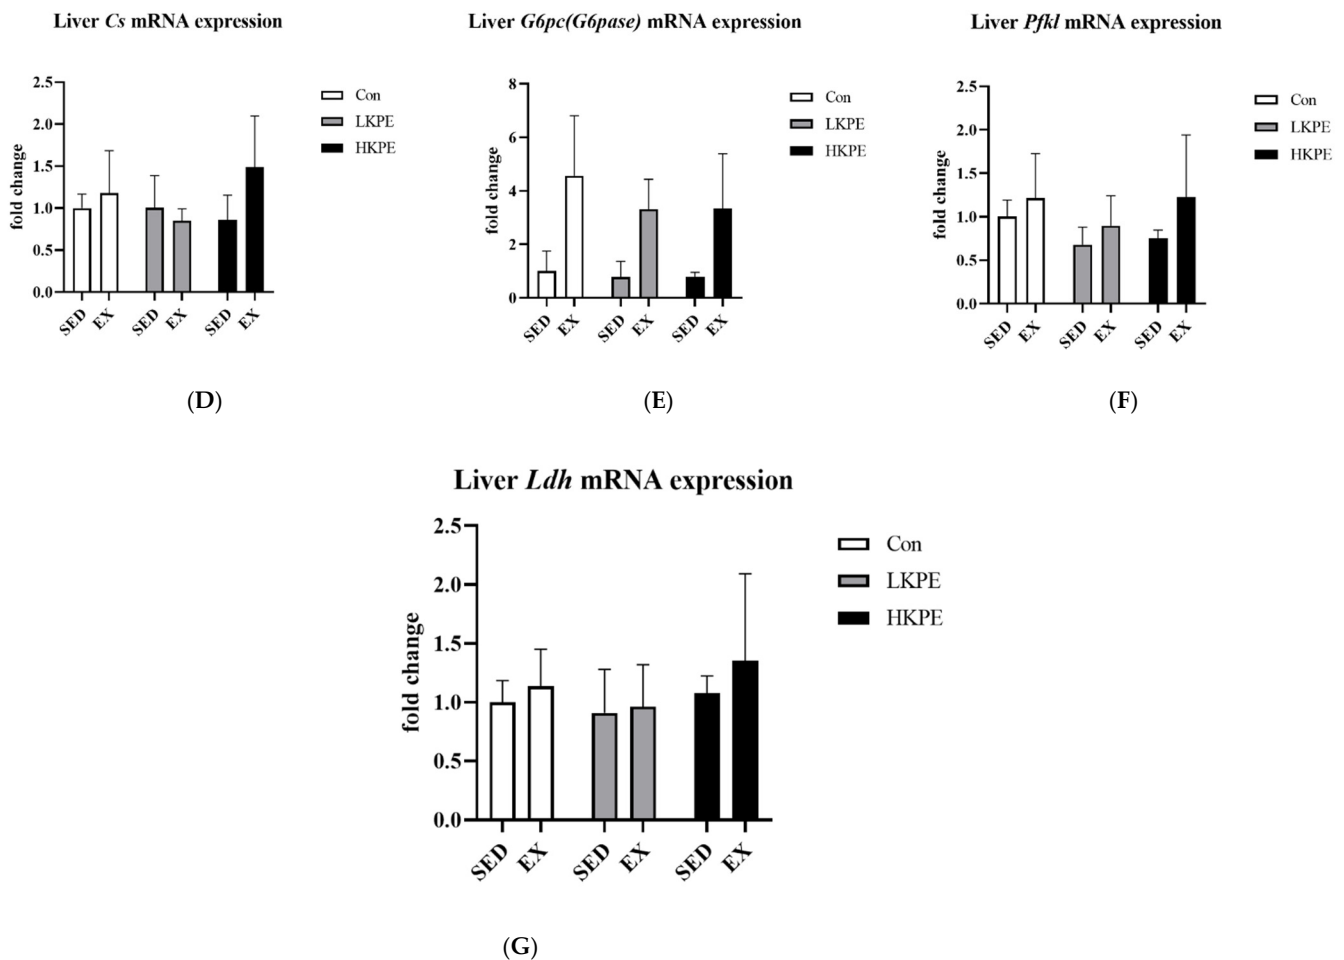 Liver Cs mRNA expression
fold change
2.5
2.0
1.5
1.0
0.5
0.0
SED EX SED EX SED EX
Con
LKPE
HKPE
(D)
Liver G6pc(G6pase) mRNA expression
fold change
8
6
4
2
0
SED EX SED EX SED EX
Con
LKPE
HKPE
(E)
Liver Pfkl mRNA expression
fold change
2.5
2.0
1.5
1.0
0.5
0.0
SED EX SED EX SED EX
Con
LKPE
HKPE
(F)
Liver Ldh mRNA expression
fold change
2.5
2.0
1.5
1.0
0.5
0.0
SED EX SED EX SED EX
Con
LKPE
HKPE
(G)